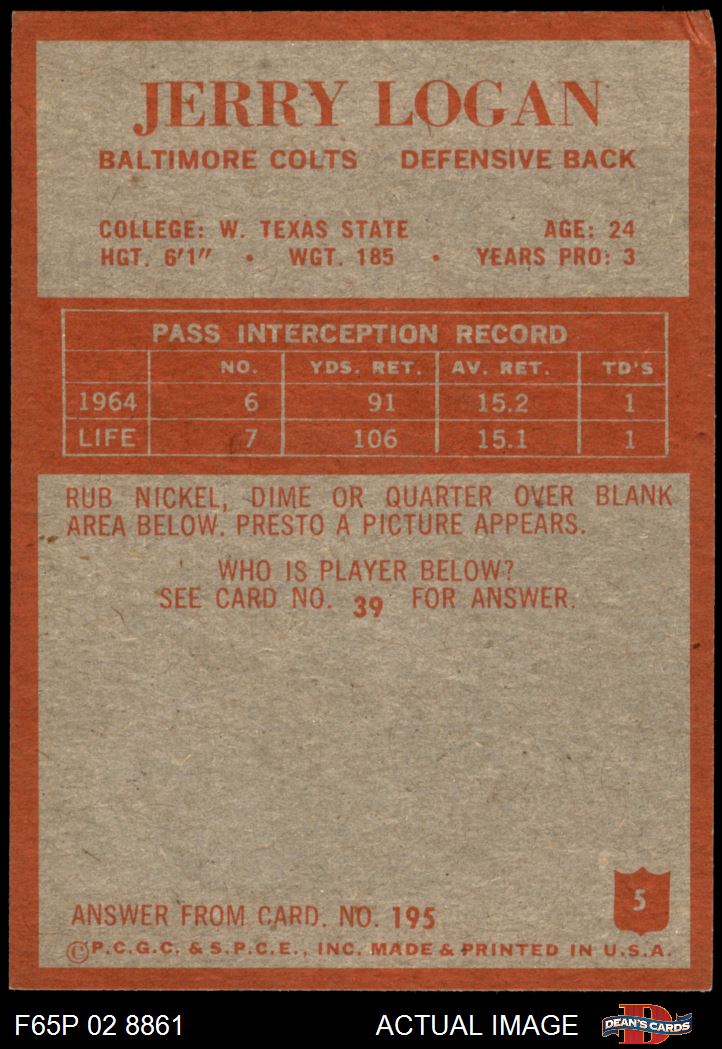 JERRY LOGAN
BALTIMORE COLTS DEFENSIVE BACK
COLLEGE: W. TEXAS STATE AGE: 24
HGT. 6'1" • WGT. 185 • YEARS PRO: 3
PASS INTERCEPTION RECORD
NO. YDS. RET. AV. RET. TD'S
1964 6 91 15.2 1
LIFE 7 106 15.1 1
RUB NICKEL, DIME OR QUARTER OVER BLANK
AREA BELOW. PRESTO A PICTURE APPEARS.
WHO IS PLAYER BELOW?
SEE CARD NO. 39 FOR ANSWER.
5
ANSWER FROM CARD. NO. 195
©P.C.G.C. & S.P.C.E., INC. MADE & PRINTED IN U.S.A.
F65P 02 8861 ACTUAL IMAGE D DEAN'S CARDS